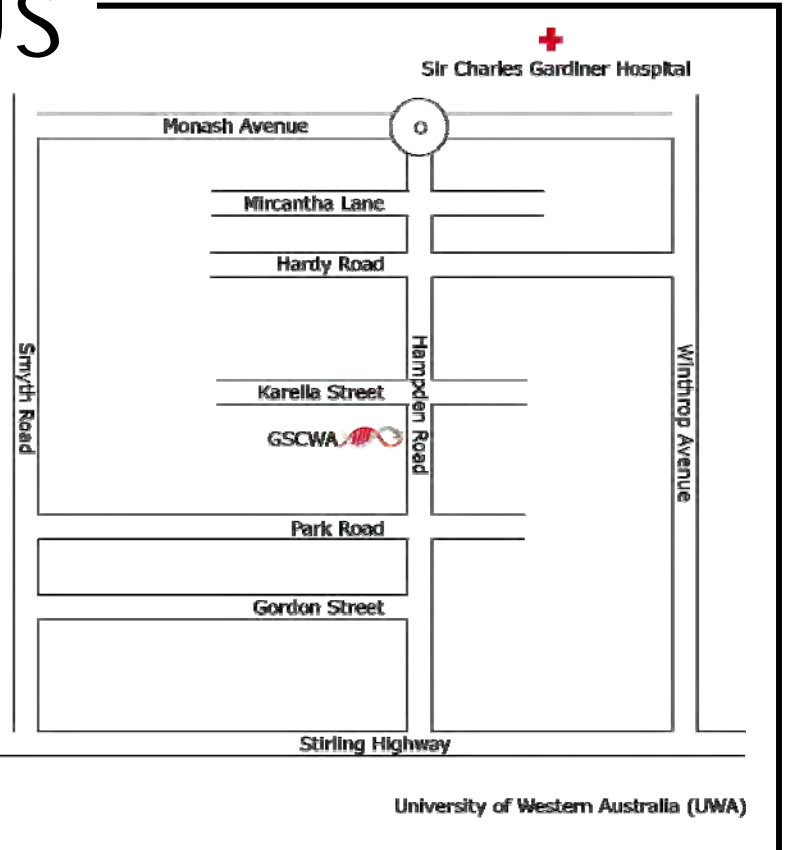 US
Sir Charles Gardiner Hospital
Monash Avenue
Mircantha Lane
Hardy Road
Smyth Road
Hampden Road
Winthrop Avenue
Karella Street
GSCWA
Park Road
Gordon Street
Stirling Highway
University of Western Australia (UWA)